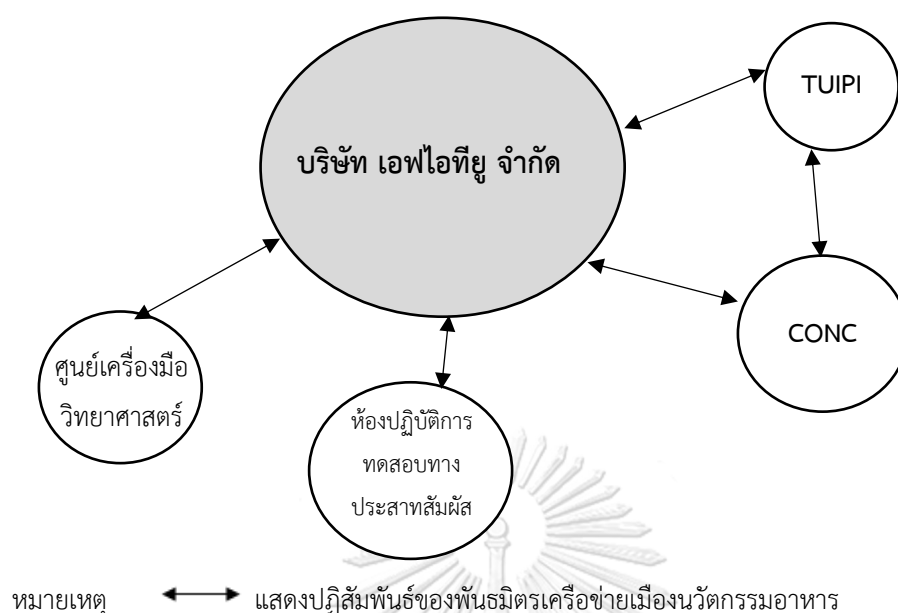 TUIPI
บริษัท เอฟไอทียู จำกัด
CONC
ศูนย์เครื่องมือ
วิทยาศาสตร์
ห้องปฏิบัติการ
ทดสอบทาง
ประสาทสัมผัส
หมายเหตุ แสดงปฏิสัมพันธ์ของพันธมิตรเครือข่ายเมืองนวัตกรรมอาหาร